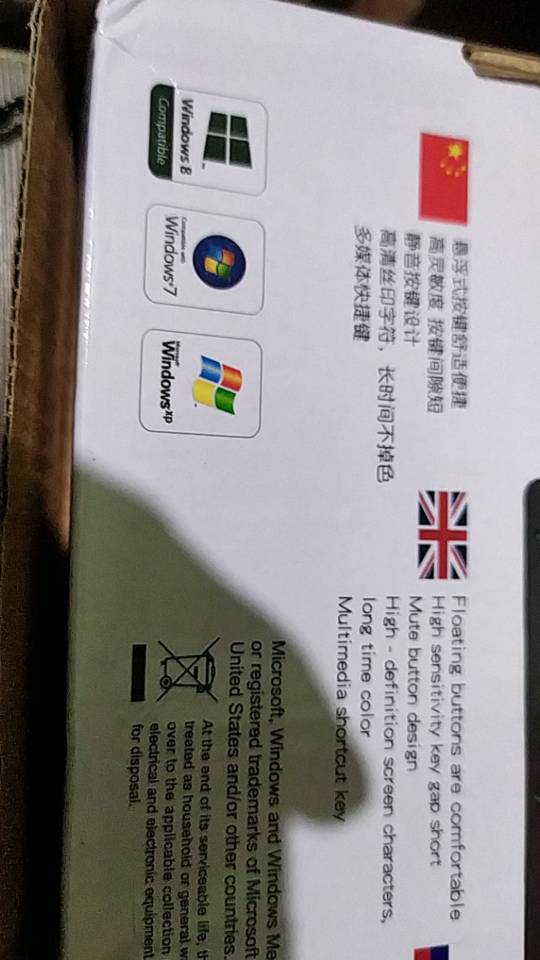 悬浮式按键舒适便捷
高灵敏度 按键间隙短
静音按键设计
高清丝印字符，长时间不掉色
多媒体快捷键
Floating buttons are comfortable
High sensitivity key gap short
Mute button design
High - definition screen characters,
long time color
Multimedia shortcut key
Windows 8
Compatible
Compatible with
Windows 7
Microsoft
Windows xp
Microsoft, Windows and Windows Me
or registered trademarks of Microsoft
United States and/or other countries.
At the end of its serviceable life,
treated as household or general
over to the applicable collection
electrical and electronic equipment
for disposal.